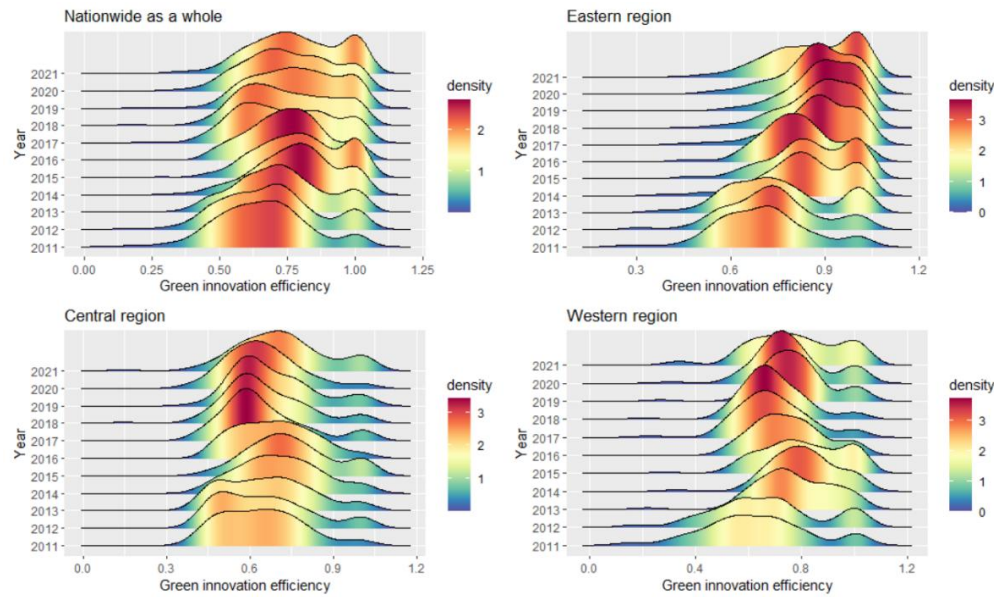 Nationwide as a whole
Year
2021
2020
2019
2018
2017
2016
2015
2014
2013
2012
2011
0.00 0.25 0.50 0.75 1.00 1.25
Green innovation efficiency
density
2
1
Eastern region
Year
2021
2020
2019
2018
2017
2016
2015
2014
2013
2012
2011
0.3 0.6 0.9 1.2
Green innovation efficiency
density
3
2
1
0
Central region
Year
2021
2020
2019
2018
2017
2016
2015
2014
2013
2012
2011
0.0 0.3 0.6 0.9 1.2
Green innovation efficiency
density
3
2
1
Western region
Year
2021
2020
2019
2018
2017
2016
2015
2014
2013
2012
2011
0.0 0.4 0.8 1.2
Green innovation efficiency
density
3
2
1
0